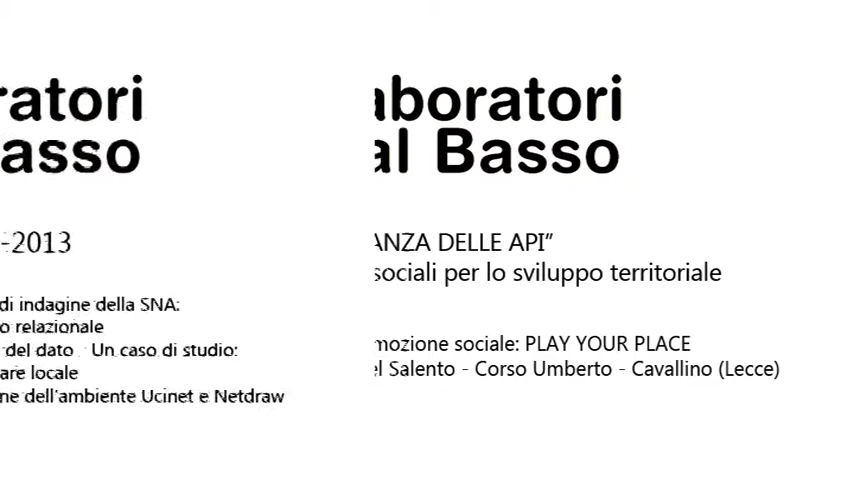 ratori
asso
-2013
di indagine della SNA:
o relazionale
del dato Un caso di studio:
are locale
ne dell'ambiente Ucinet e Netdraw
aboratori
al Basso
ANZA DELLE API”
sociali per lo sviluppo territoriale
mozione sociale: PLAY YOUR PLACE
el Salento - Corso Umberto - Cavallino (Lecce)